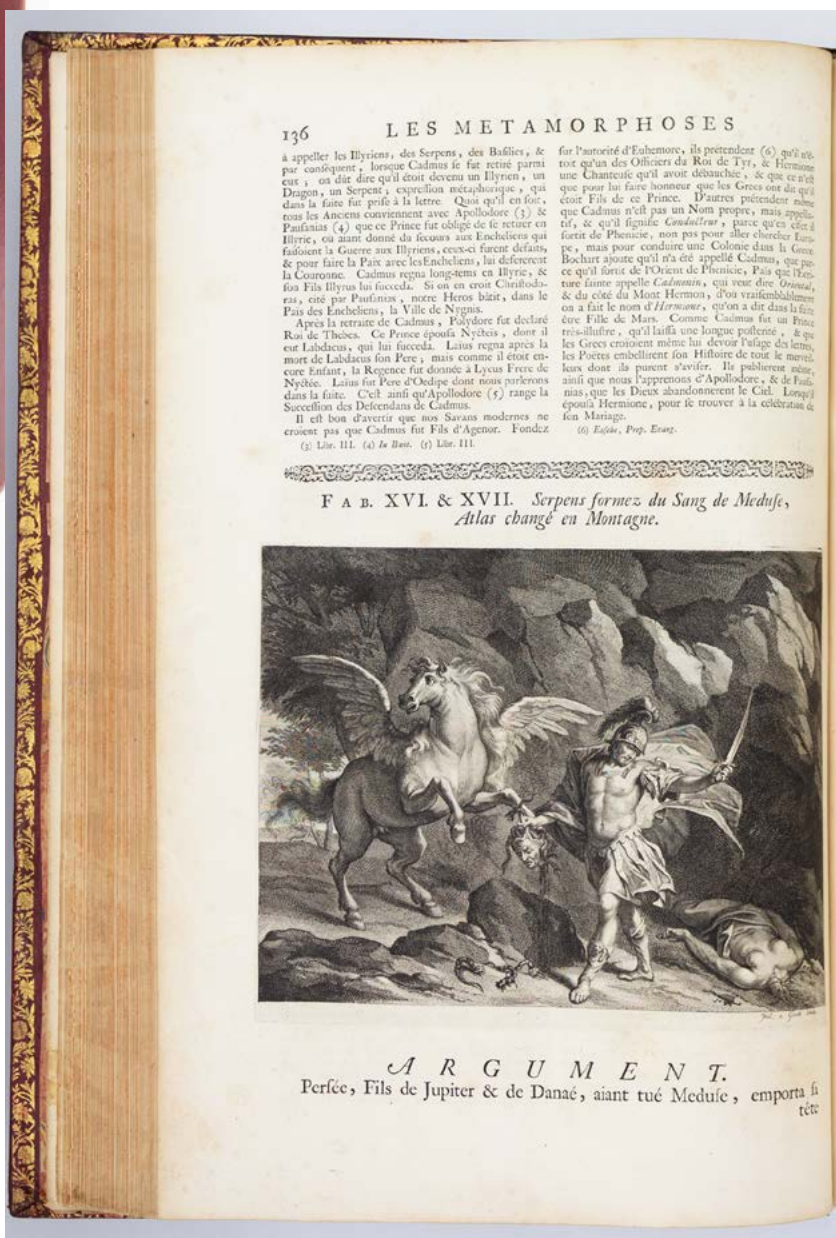 136
LES METAMORPHOSES
à appeller les Illyriens, des Serpens, des Basilies, &
par conséquent, lorsque Cadmus se fut retiré parmi
eux, on dût dire qu'il étoit devenu un Illyrien, un
Dragon, un Serpent; expression métaphorique, qui
dans la suite fut prise à la lettre. Quoi qu'il en soit,
tous les Anciens conviennent avec Apollodore (3) &
Pausanias (4) que ce Prince fut obligé de se retirer en
Illyrie, où aiant donné du secours aux Encheliens qui
faisoient la Guerre aux Illyriens, ceux-ci furent défaits,
& pour faire la Paix avec les Encheliens, lui defererent
la Couronne. Cadmus regna long-tems en Illyrie, &
son Fils Illyrus lui succeda. Si on en croit Christodo-
ras, cité par Pausanias, notre Heros bâtit, dans le
Païs des Encheliens, la Ville de Nygnis.
Après la retraite de Cadmus, Polydore fut declaré
Roi de Thebes. Ce Prince épousa Nycteis, dont il
eut Labdacus, qui lui succeda. Laius regna après la
mort de Labdacus son Pere; mais comme il étoit en-
core Enfant, la Regence fut donnée à Lycus Frere de
Nyctée. Laius fut Pere d'Oedipe dont nous parlerons
dans la suite. C'est ainsi qu'Apollodore (5) range la
Succession des Descendans de Cadmus.
Il est bon d'avertir que nos Savans modernes ne
croient pas que Cadmus fut Fils d'Agenor. Fondez
(3) Libr. III. (4) In Bœot. (5) Libr. III.
sur l'autorité d'Euhemore, ils prétendent (6) qu'il n'é-
toit qu'un des Officiers du Roi de Tyr, & Hermione
une Chanteuse qu'il avoit débauchée, & que ce n'est
que pour lui faire honneur que les Grecs ont dit qu'il
étoit Fils de ce Prince. D'autres prétendent même
que Cadmus n'est pas un Nom propre, mais appella-
tif, & qu'il signifie Conducteur, parce qu'en effet il
sortit de Phenicie, non pas pour aller chercher Euro-
pe, mais pour conduire une Colonie dans la Grece.
Bochart ajoute qu'il n'a été appellé Cadmus, que par-
ce qu'il sortit de l'Orient de Phenicie, Païs que l'Ecri-
ture sainte appelle Cadmonin, qui veut dire Oriental,
& du côté du Mont Hermon, d'ou vraisemblablement
on a fait le nom d'Hermione, qu'on a dit dans la suite
être Fille de Mars. Comme Cadmus fut un Prince
très-illustre, qu'il laissa une longue posterité, & que
les Grecs croioient même lui devoir l'usage des lettres,
les Poëtes embellirent son Histoire de tout le merveil-
leux dont ils purent s'aviser. Ils publierent même,
ainsi que nous l'apprenons d'Apollodore, & de Pausa-
nias, que les Dieux abandonnerent le Ciel. Lorsqu'il
épousa Hermione, pour se trouver à la célébration de
son Mariage.
(6) Eusebe, Prep. Evang.
FAB. XVI. & XVII. Serpens formez du Sang de Meduse,
Atlas changé en Montagne.
ARGUMENT.
Persée, Fils de Jupiter & de Danaé, aiant tué Meduse, emporta sa
tête